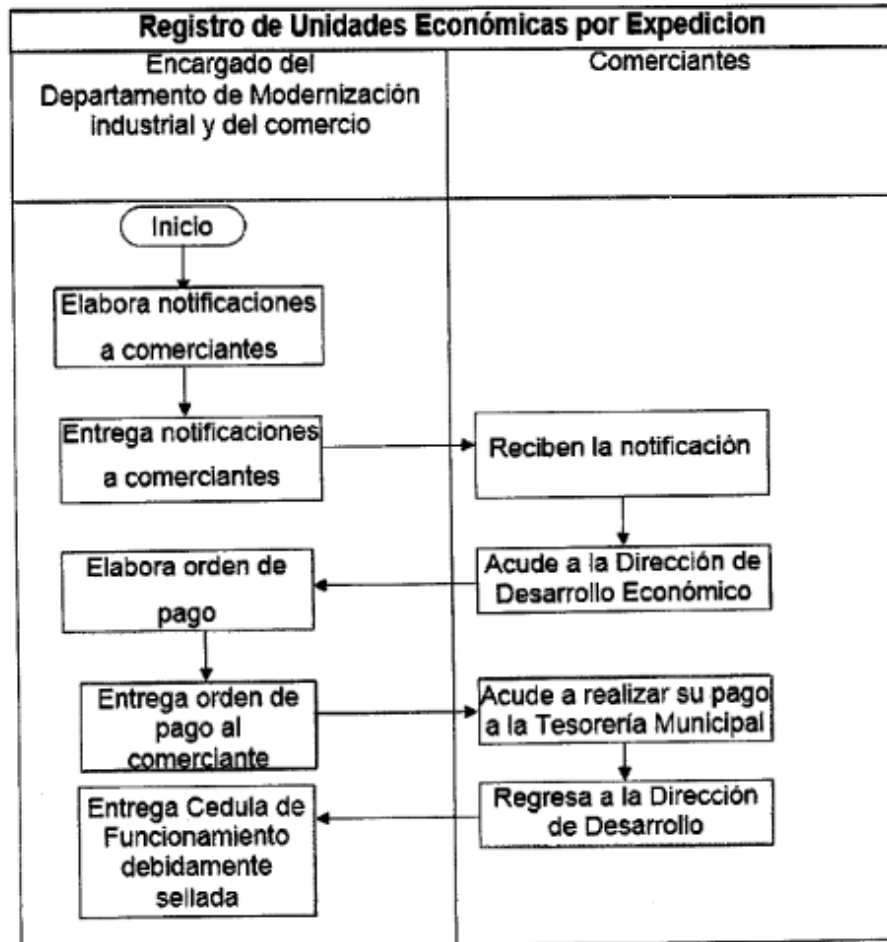 Registro de Unidades Económicas por Expedicion
Encargado del
Departamento de Modernización
industrial y del comercio
Comerciantes
Inicio
Elabora notificaciones
a comerciantes
Entrega notificaciones
a comerciantes
Reciben la notificación
Acude a la Dirección de
Desarrollo Económico
Elabora orden de
pago
Entrega orden de
pago al
comerciante
Acude a realizar su pago
a la Tesorería Municipal
Regresa a la Dirección
de Desarrollo
Entrega Cedula de
Funcionamiento
debidamente
sellada